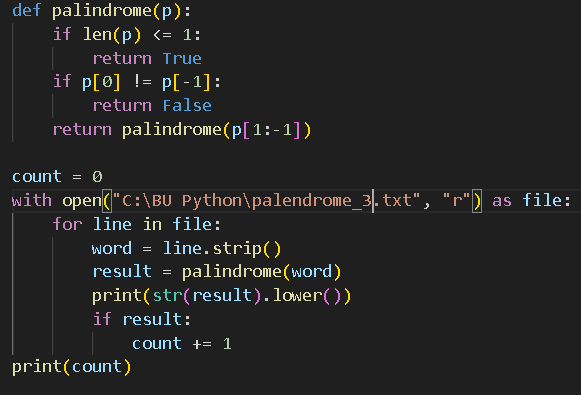 def palindrome(p):
    if len(p) <= 1:
        return True
    if p[0] != p[-1]:
        return False
    return palindrome(p[1:-1])

count = 0
with open("C:\BU Python\palendrome_3.txt", "r") as file:
    for line in file:
        word = line.strip()
        result = palindrome(word)
        print(str(result).lower())
        if result:
            count += 1
print(count)